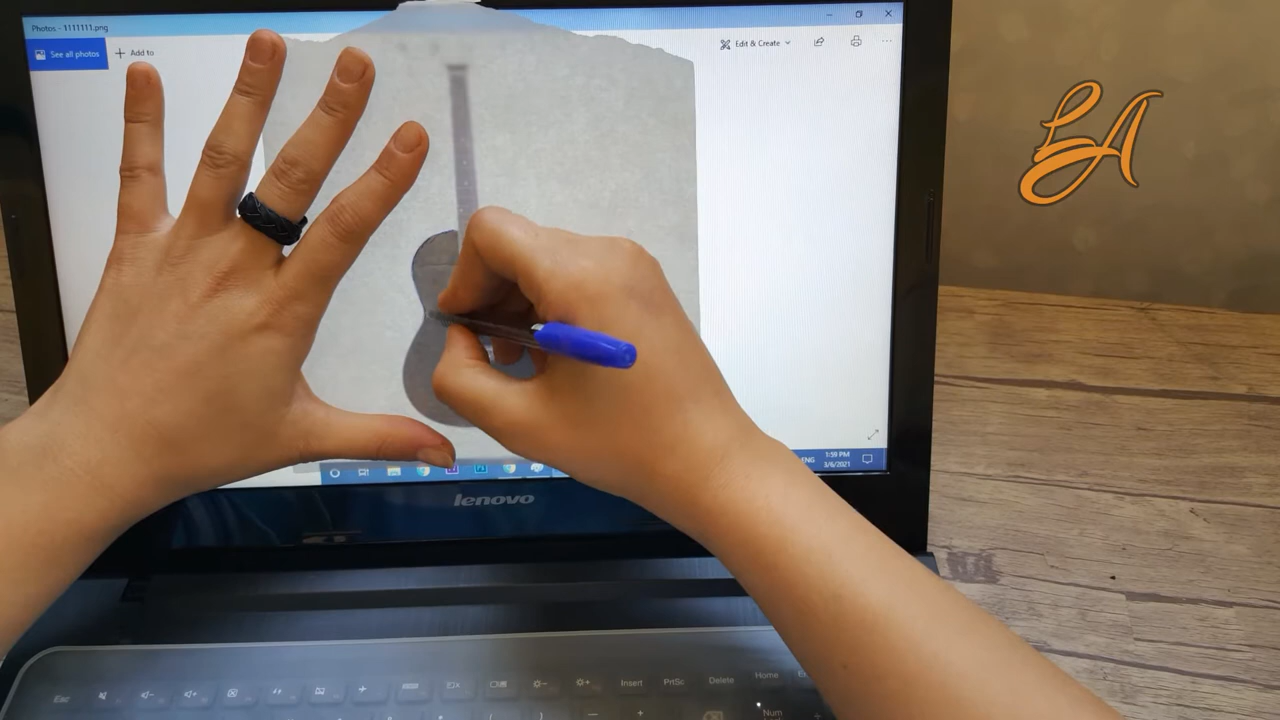 Photos - 1111111.png
See all photos
Add to
Edit & Create
EA
ENG
1:59 PM
3/6/2021
lenovo
Esc
Insert
PrtSc
Delete
Home
Num